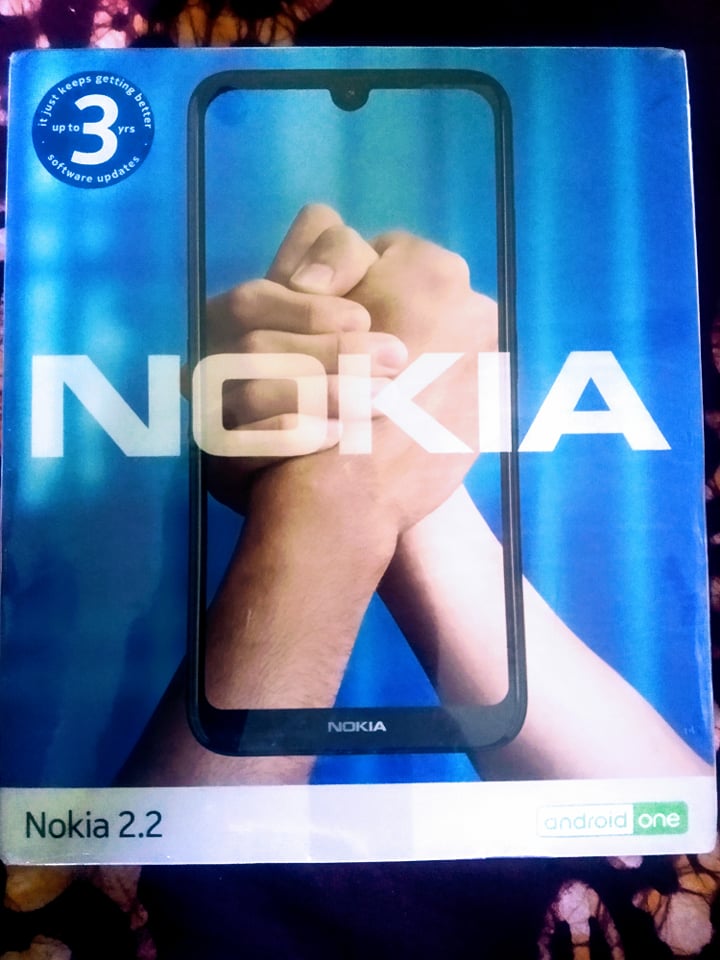 it just keeps getting better
up to 3 yrs
software updates
NOKIA
NOKIA
Nokia 2.2
android one